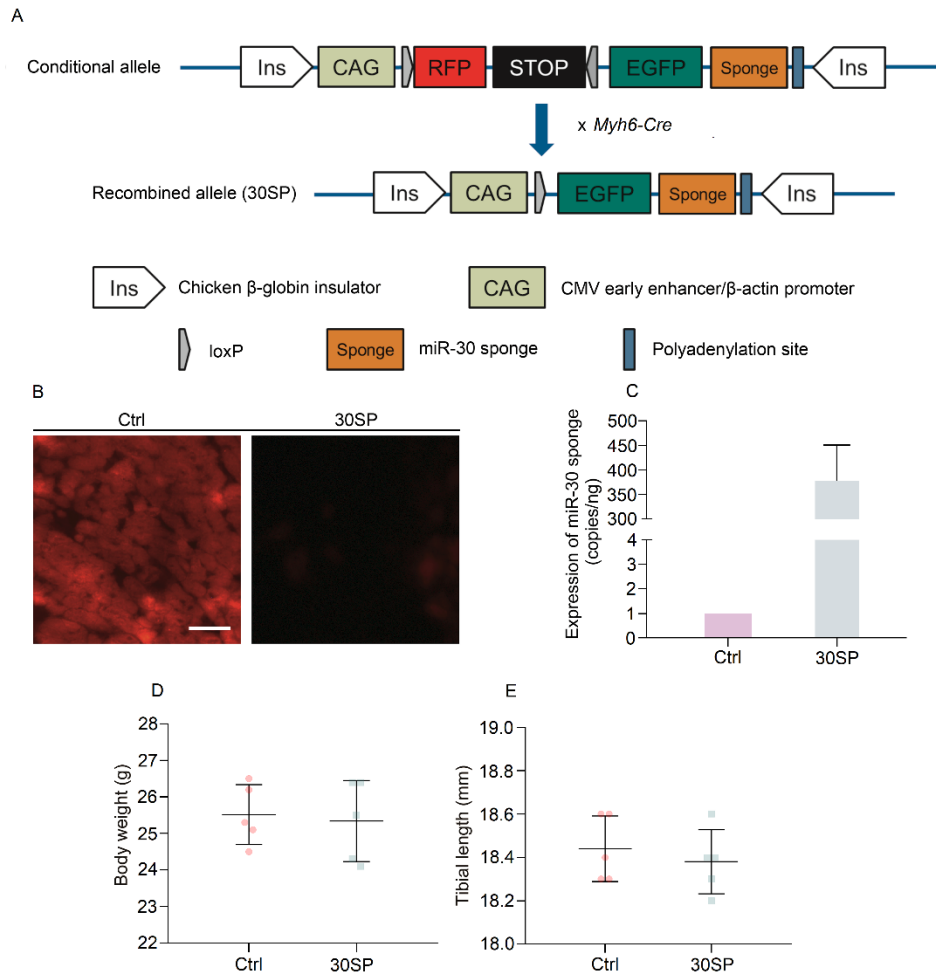 A
Conditional allele
Ins CAG RFP STOP EGFP Sponge Ins
x Myh6-Cre
Recombined allele (30SP)
Ins CAG EGFP Sponge Ins
Ins Chicken β-globin insulator
CAG CMV early enhancer/β-actin promoter
loxP
Sponge miR-30 sponge
Polyadenylation site
B
Ctrl 30SP
C
Expression of miR-30 sponge
(copies/ng)
500
450
400
350
300
4
3
2
1
0
Ctrl 30SP
D
Body weight (g)
28
27
26
25
24
23
22
Ctrl 30SP
E
Tibial length (mm)
19.0
18.8
18.6
18.4
18.2
18.0
Ctrl 30SP